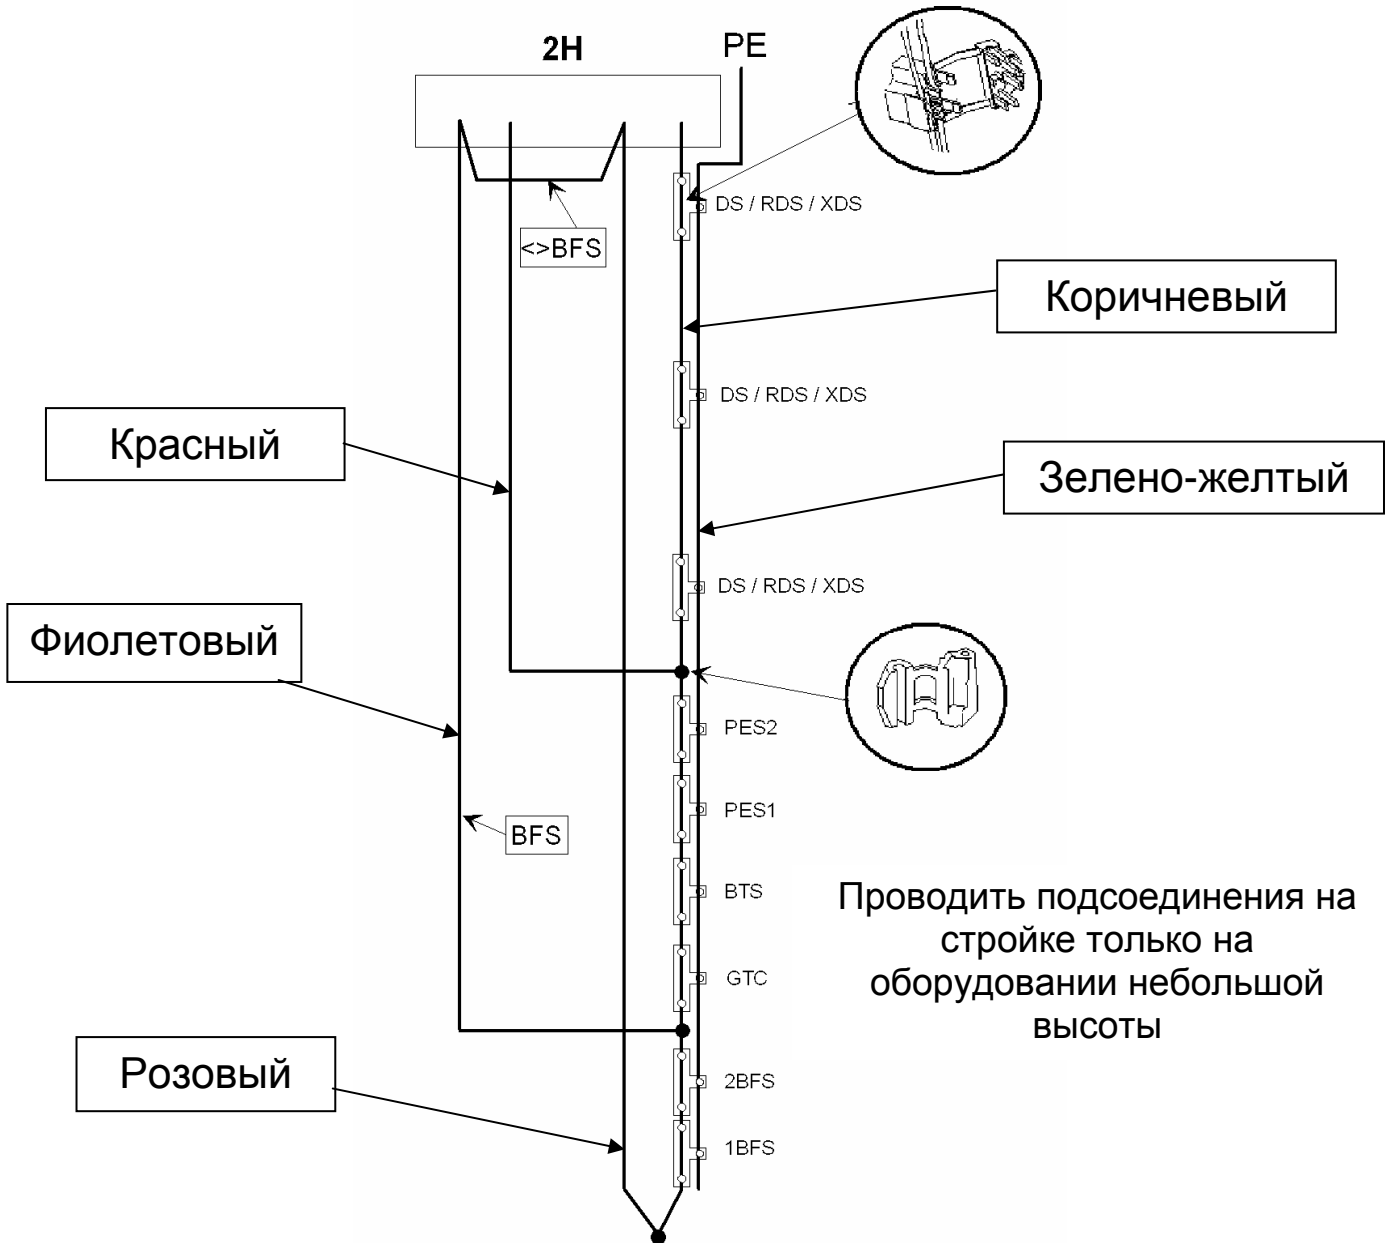 2H
PE
DS / RDS / XDS
<>BFS
Коричневый
DS / RDS / XDS
Красный
Зелено-желтый
DS / RDS / XDS
Фиолетовый
PES2
PES1
BFS
BTS
Проводить подсоединения на
стройке только на
оборудовании небольшой
высоты
GTC
Розовый
2BFS
1BFS